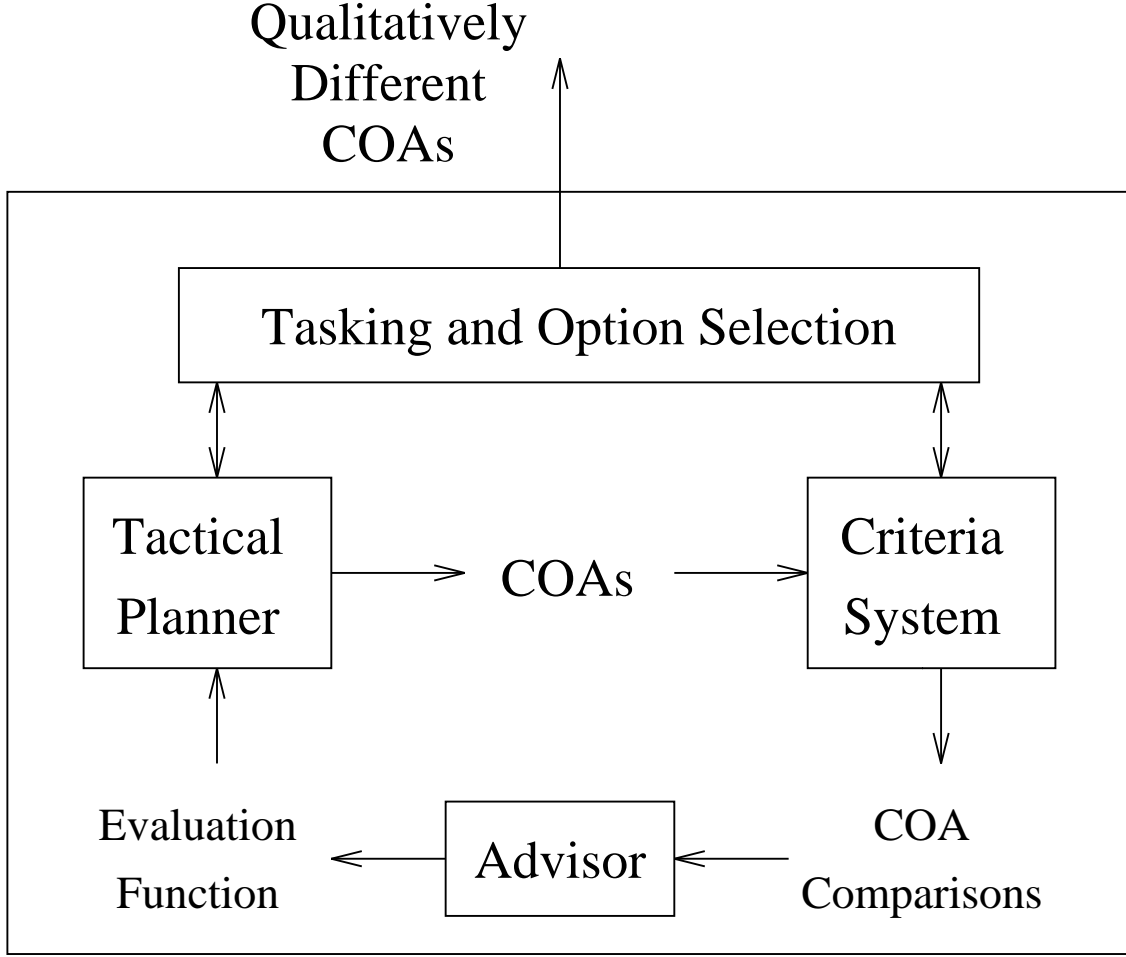 Qualitatively
Different
COAs
Tasking and Option Selection
Tactical
Planner
COAs
Criteria
System
Evaluation
Function
Advisor
COA
Comparisons